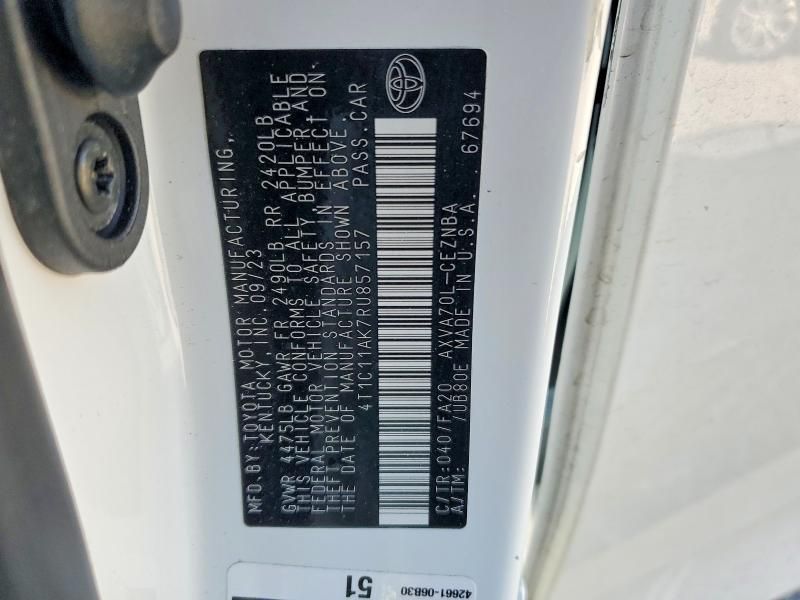 MFD. BY: TOYOTA MOTOR MANUFACTURING,
KENTUCKY, INC. 09/23
GVWR 4475LB GAWR FR 2490LB RR 2420LB
THIS VEHICLE CONFORMS TO ALL APPLICABLE
FEDERAL MOTOR VEHICLE SAFETY, BUMPER, AND
THEFT PREVENTION STANDARDS IN EFFECT ON
THE DATE OF MANUFACTURE SHOWN ABOVE.
4T1C11AK7RU857157 PASS. CAR
C/TR: 040/FA20 AXVA70L-CEZNBA
A/TM: /UB80E MADE IN U.S.A. 67694
42661-06B30
51